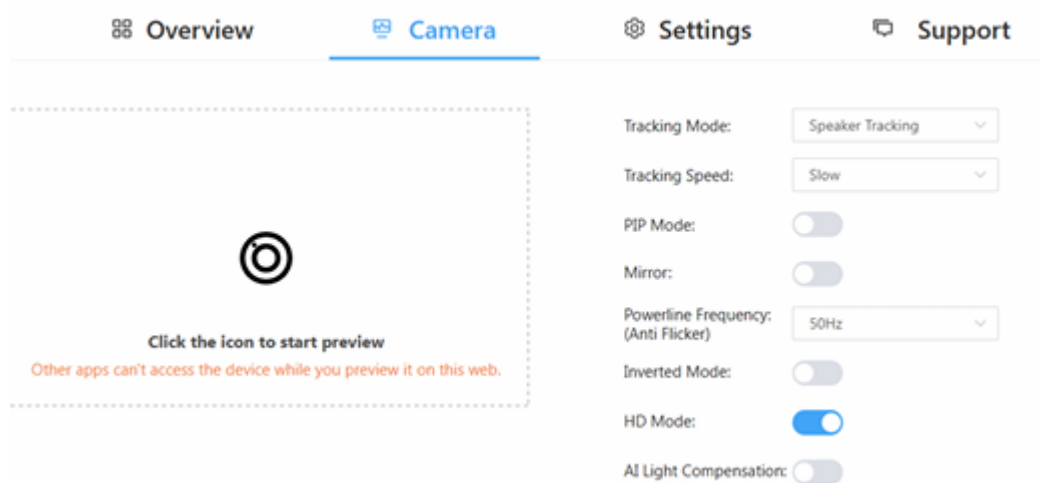 Overview
Camera
Settings
Support
Click the icon to start preview
Other apps can't access the device while you preview it on this web.
Tracking Mode: Speaker Tracking
Tracking Speed: Slow
PIP Mode:
Mirror:
Powerline Frequency:
(Anti Flicker)
50Hz
Inverted Mode:
HD Mode:
AI Light Compensation: